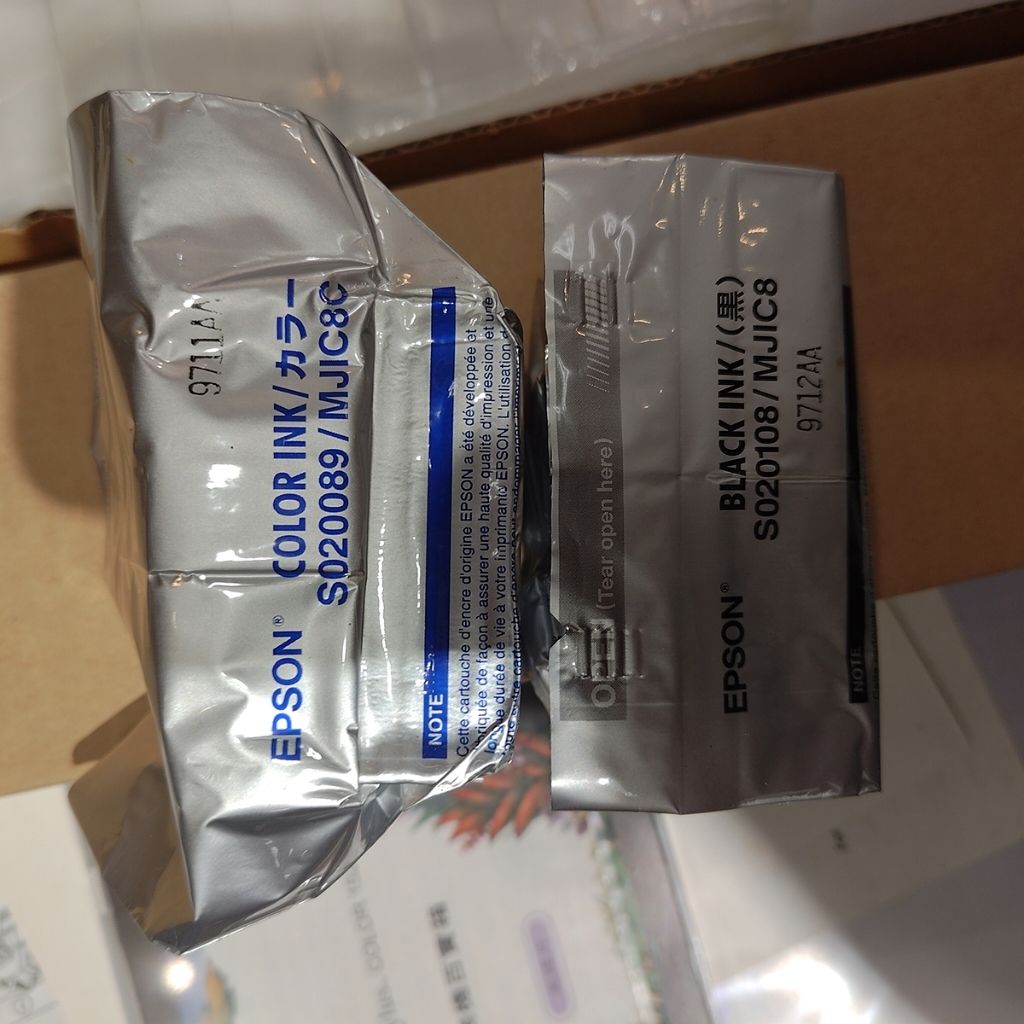 9711AA
EPSON® COLOR INK/カラー
S020089/MJIC8C
NOTE
Cette cartouche d'encre d'origine EPSON a été développée et
fabriquée de façon à assurer une haute qualité d'impression et une
longue durée de vie à votre imprimante EPSON. L'utilisation
OPEN (Tear open here)
EPSON® BLACK INK/(黒)
S020108/MJIC8
9712AA
NOTE
COLOR